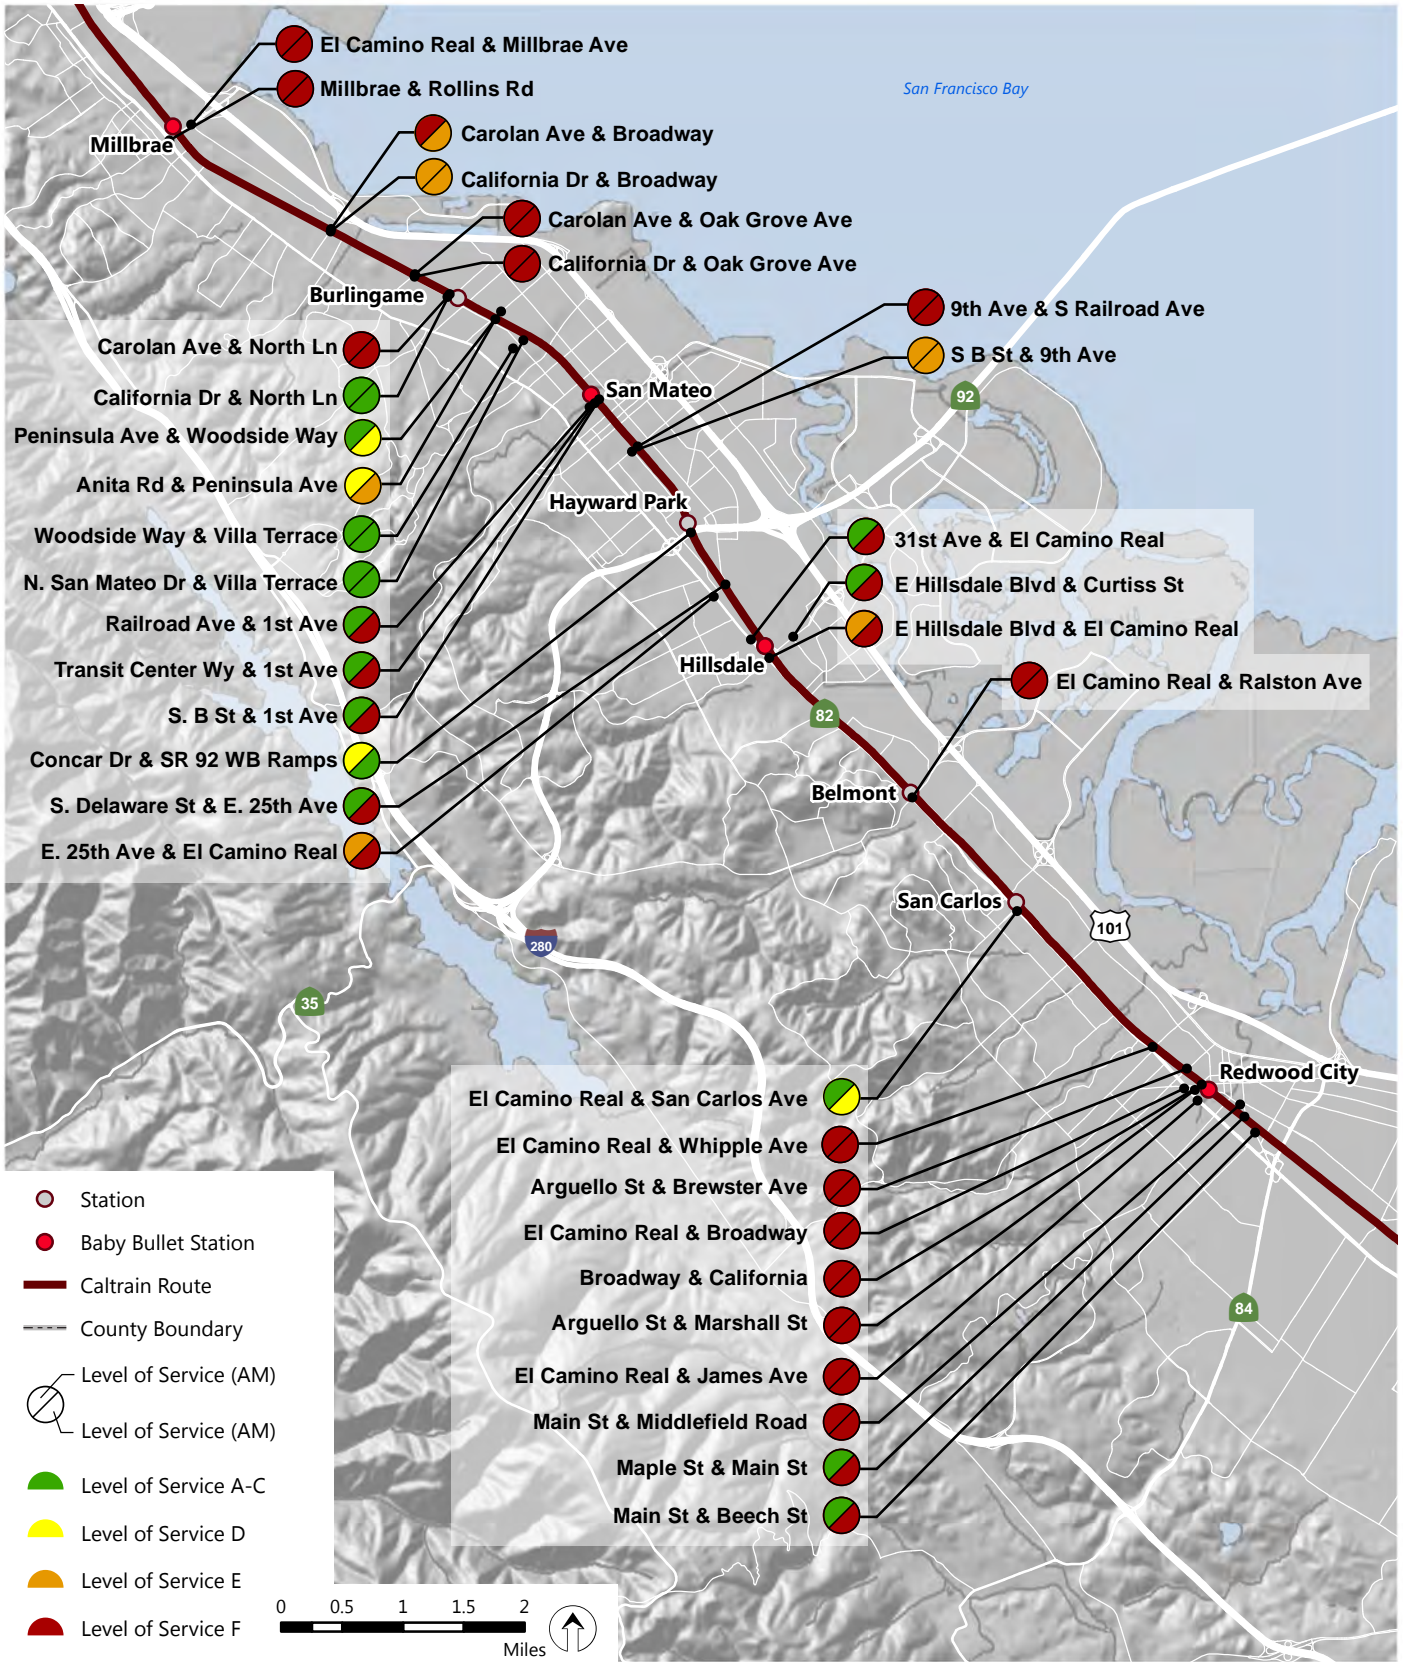 El Camino Real & Millbrae Ave
Millbrae & Rollins Rd
San Francisco Bay
Carolan Ave & Broadway
Millbrae
California Dr & Broadway
Carolan Ave & Oak Grove Ave
California Dr & Oak Grove Ave
Burlingame
9th Ave & S Railroad Ave
Carolan Ave & North Ln
S B St & 9th Ave
California Dr & North Ln
San Mateo
92
Peninsula Ave & Woodside Way
Anita Rd & Peninsula Ave
Hayward Park
Woodside Way & Villa Terrace
31st Ave & El Camino Real
N. San Mateo Dr & Villa Terrace
E Hillsdale Blvd & Curtiss St
Railroad Ave & 1st Ave
E Hillsdale Blvd & El Camino Real
Transit Center Wy & 1st Ave
Hillsdale
El Camino Real & Ralston Ave
S. B St & 1st Ave
82
Concar Dr & SR 92 WB Ramps
Belmont
S. Delaware St & E. 25th Ave
E. 25th Ave & El Camino Real
San Carlos
101
280
35
Redwood City
El Camino Real & San Carlos Ave
El Camino Real & Whipple Ave
Arguello St & Brewster Ave
El Camino Real & Broadway
Broadway & California
Arguello St & Marshall St
84
El Camino Real & James Ave
Main St & Middlefield Road
Maple St & Main St
Main St & Beech St
Station
Baby Bullet Station
Caltrain Route
County Boundary
Level of Service (AM)
Level of Service (AM)
Level of Service A-C
Level of Service D
Level of Service E
Level of Service F
0 0.5 1 1.5 2
Miles